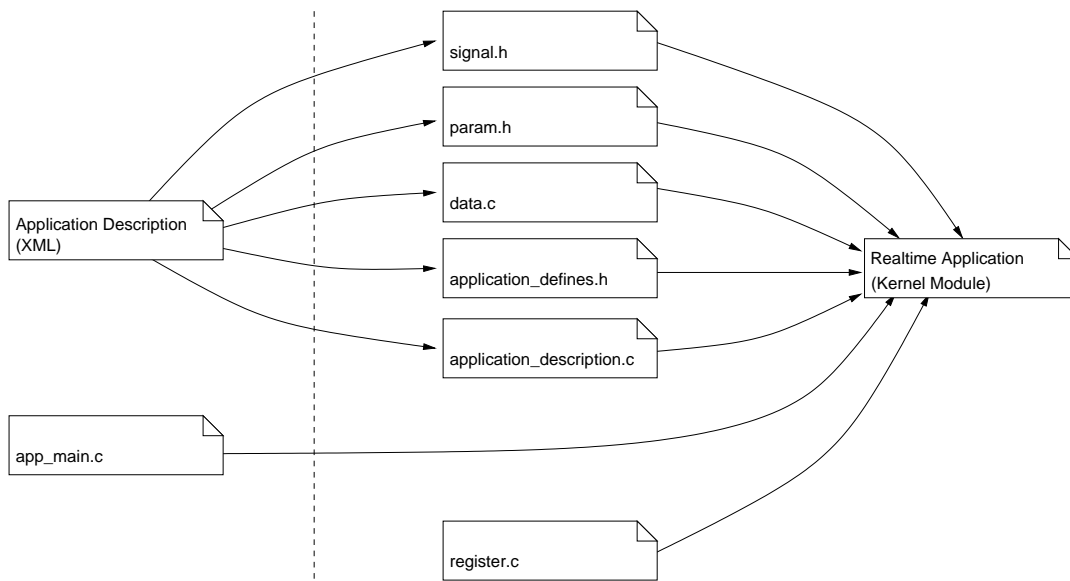 signal.h
param.h
data.c
Application Description
(XML)
application_defines.h
Realtime Application
(Kernel Module)
application_description.c
app_main.c
register.c